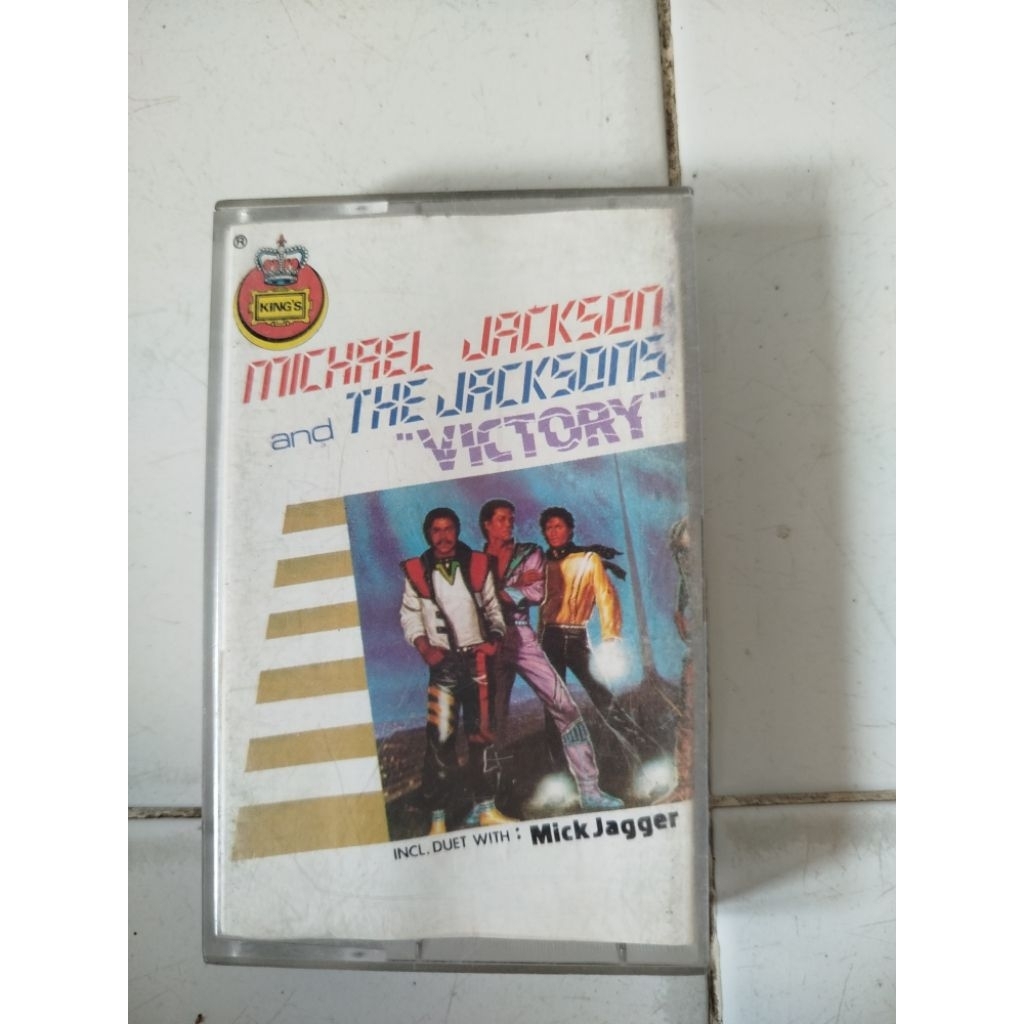 ®
KING'S
MICHAEL JACKSON
and THE JACKSONS
"VICTORY"
INCL. DUET WITH : Mick Jagger